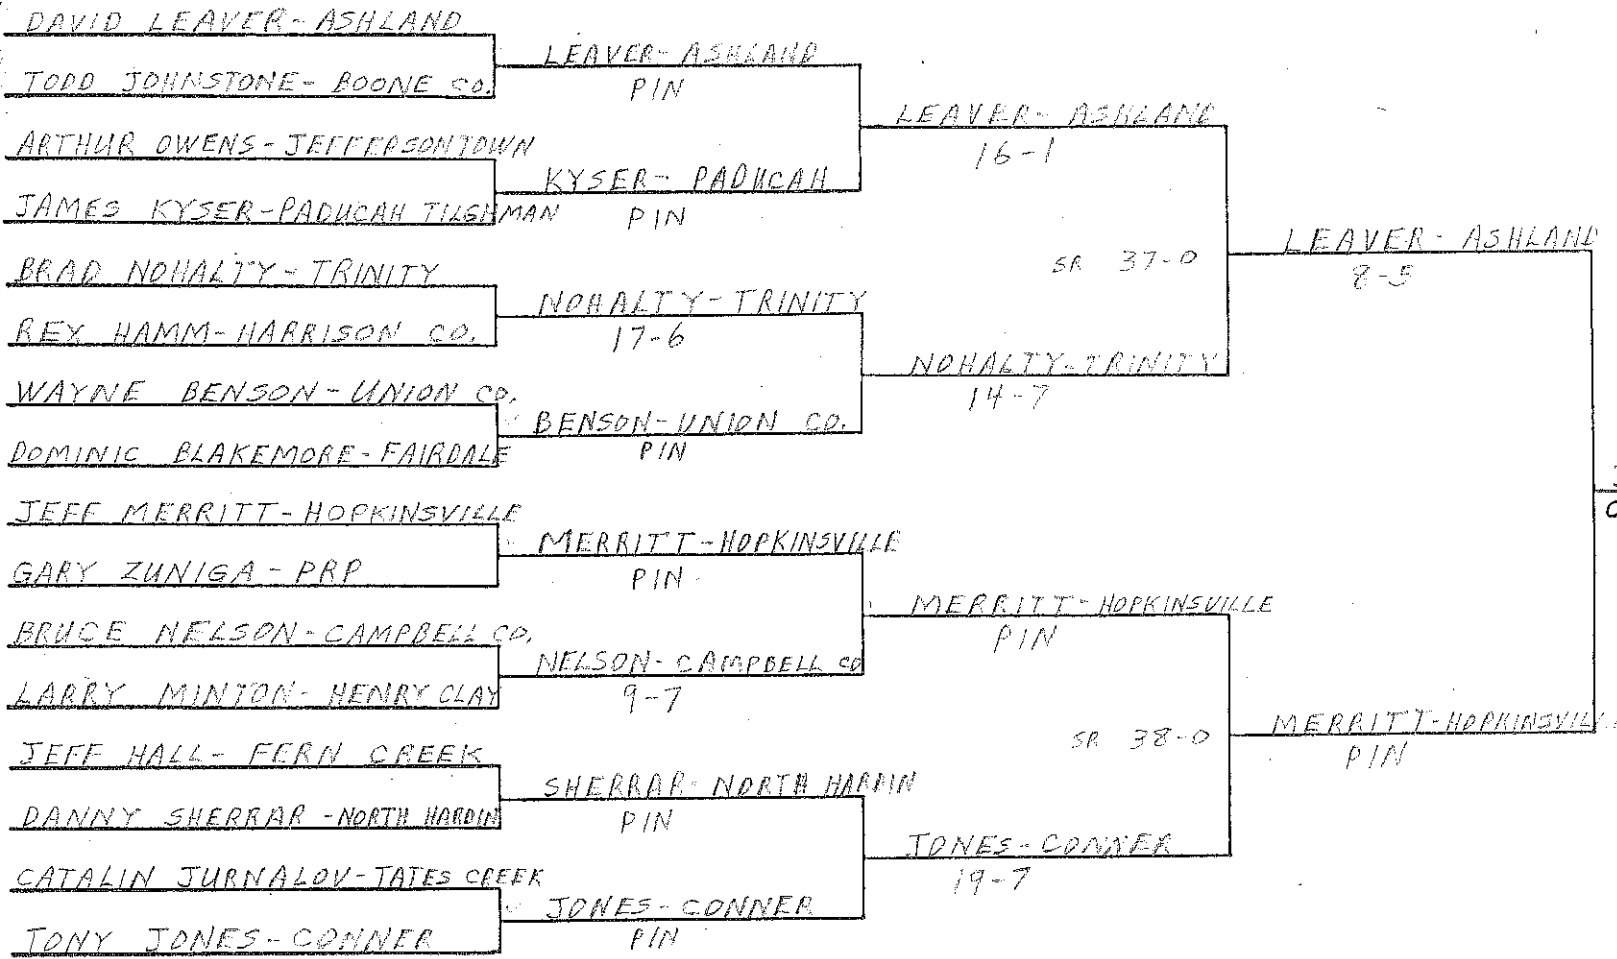 DAVID LEAVER-ASHLAND
TODD JOHNSTONE-BOONE CO.
ARTHUR OWENS-JEFFERSONTOWN
JAMES KYSER-PADUCAH TILGHMAN
BRAD NOHALTY-TRINITY
REX HAMM-HARRISON CO.
WAYNE BENSON-UNION CO.
DOMINIC BLAKEMORE-FAIRDALE
JEFF MERRITT-HOPKINSVILLE
GARY ZUNIGA-PRP
BRUCE NELSON-CAMPBELL CO.
LARRY MINTON-HENRY CLAY
JEFF HALL-FERN CREEK
DANNY SHERRAR-NORTH HARDIN
CATALIN JURNALOV-TATES CREEK
TONY JONES-CONNER
LEAVER-ASHLAND
PIN
KYSER-PADUCAH
PIN
NOHALTY-TRINITY
17-6
BENSON-UNION CO.
PIN
MERRITT-HOPKINSVILLE
PIN
NELSON-CAMPBELL CO
9-7
SHERRAR-NORTH HARDIN
PIN
JONES-CONNER
PIN
LEAVER-ASHLAND
16-1
NOHALTY-TRINITY
14-7
MERRITT-HOPKINSVILLE
PIN
JONES-CONNER
19-7
SR 37-0
LEAVER-ASHLAND
8-5
SR 38-0
MERRITT-HOPKINSVILL
PIN